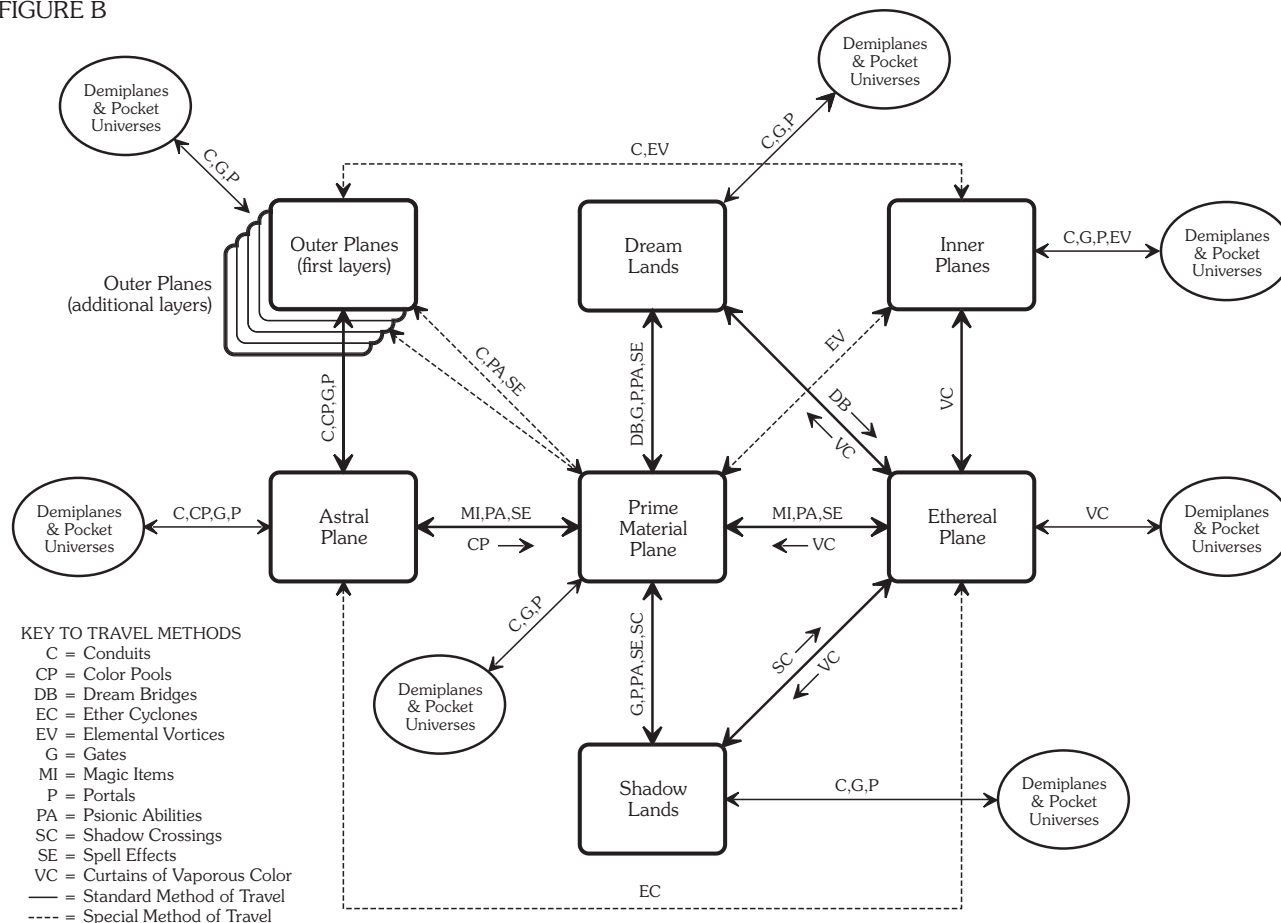 FIGURE B
Demiplanes
& Pocket
Universes
Demiplanes
& Pocket
Universes
C,G,P
C,G,P
C,EV
Outer Planes
(first layers)
Outer Planes
(additional layers)
Dream
Lands
Inner
Planes
C,G,P,EV
Demiplanes
& Pocket
Universes
C,CP,G,P
C,PA,SE
DB,G,P,PA,SE
EV
DB
VC
VC
Demiplanes
& Pocket
Universes
C,CP,G,P
Astral
Plane
MI,PA,SE
CP
Prime
Material
Plane
MI,PA,SE
VC
Ethereal
Plane
VC
Demiplanes
& Pocket
Universes
C,G,P
Demiplanes
& Pocket
Universes
G,P,PA,SE,SC
SC
VC
Shadow
Lands
C,G,P
Demiplanes
& Pocket
Universes
EC
KEY TO TRAVEL METHODS
C = Conduits
CP = Color Pools
DB = Dream Bridges
EC = Ether Cyclones
EV = Elemental Vortices
G = Gates
MI = Magic Items
P = Portals
PA = Psionic Abilities
SC = Shadow Crossings
SE = Spell Effects
VC = Curtains of Vaporous Color
—— = Standard Method of Travel
---- = Special Method of Travel